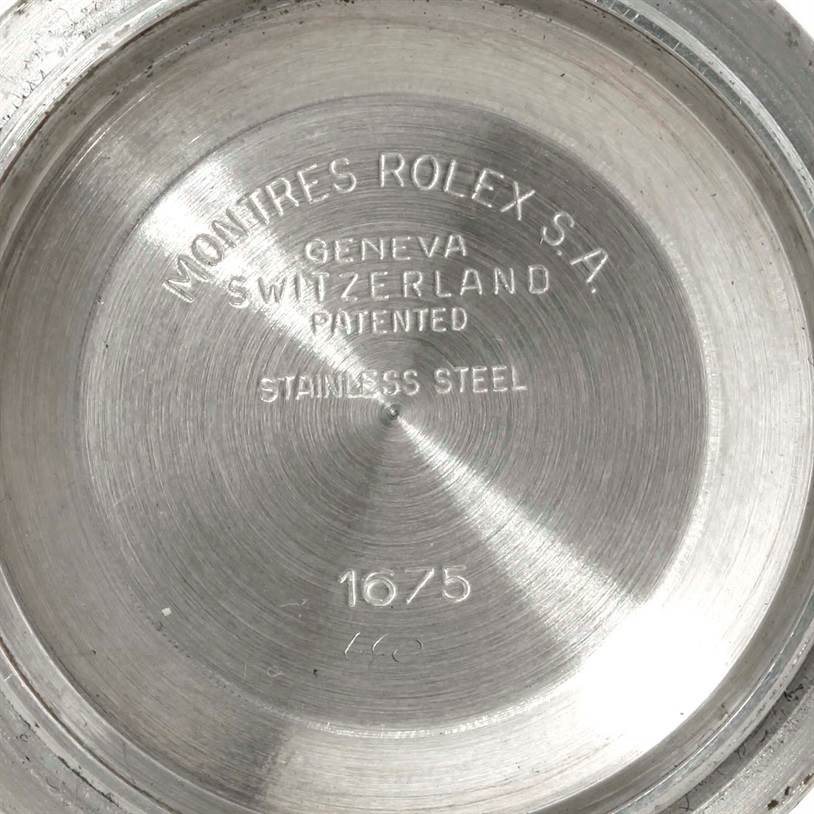 MONTRES ROLEX S.A.
GENEVA
SWITZERLAND
PATENTED
STAINLESS STEEL
1675